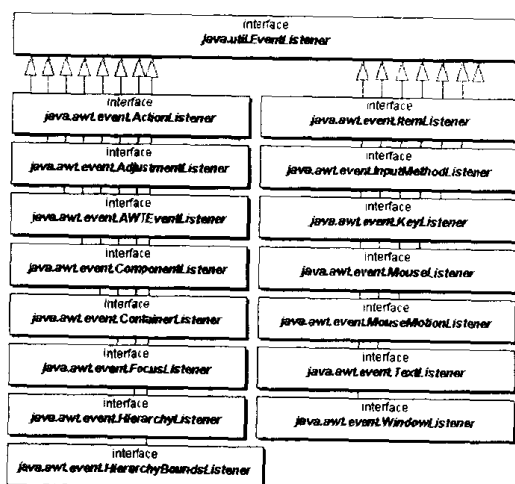 interface
java.util.EventListener
interface
java.awt.event.ActionListener
interface
java.awt.event.AdjustmentListener
interface
java.awt.event.AWTEventListener
interface
java.awt.event.ComponentListener
interface
java.awt.event.ContainerListener
interface
java.awt.event.FocusListener
interface
java.awt.event.HierarchyListener
interface
java.awt.event.HierarchyBoundsListener
interface
java.awt.event.ItemListener
interface
java.awt.event.InputMethodListener
interface
java.awt.event.KeyListener
interface
java.awt.event.MouseListener
interface
java.awt.event.MouseMotionListener
interface
java.awt.event.TextListener
interface
java.awt.event.WindowListener